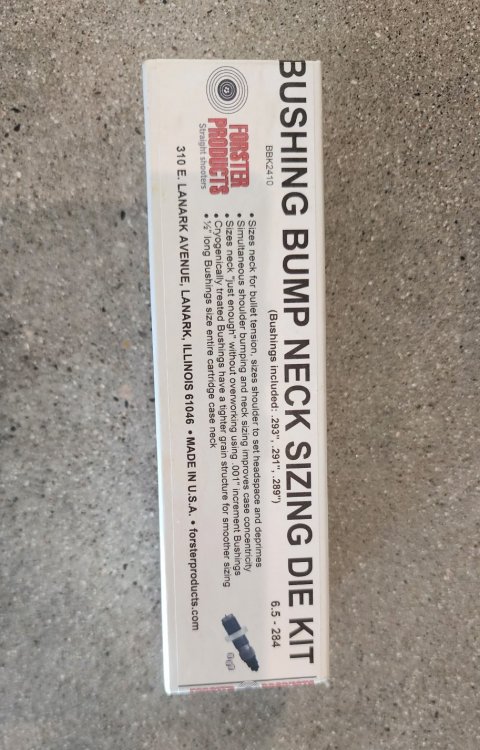 BUSHING BUMP NECK SIZING DIE KIT
BBK2410
(Bushings included: .293", .291", .289")
6.5 - 284
FORSTER
PRODUCTS
Straight shooters
• Sizes neck for bullet tension, sizes shoulder to set headspace and deprimes
• Simultaneous shoulder bumping and neck sizing improves case concentricity
• Sizes neck "just enough" without overworking using .001" increment Bushings
• Cryogenically treated Bushings have a tighter grain structure for smoother sizing
• ½" long Bushings size entire cartridge case neck
310 E. LANARK AVENUE, LANARK, ILLINOIS 61046 • MADE IN U.S.A. • forsterproducts.com